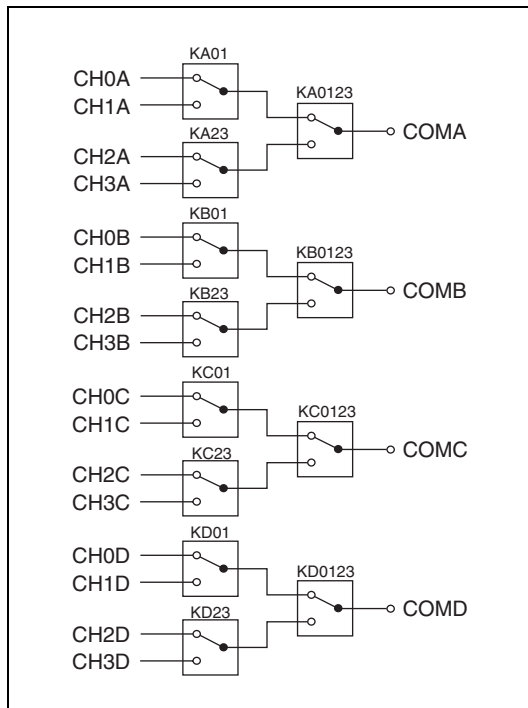 KA01
CH0A
CH1A
KA0123
COMA
KA23
CH2A
CH3A
KB01
CH0B
CH1B
KB0123
COMB
KB23
CH2B
CH3B
KC01
CH0C
CH1C
KC0123
COMC
KC23
CH2C
CH3C
KD01
CH0D
CH1D
KD0123
COMD
KD23
CH2D
CH3D